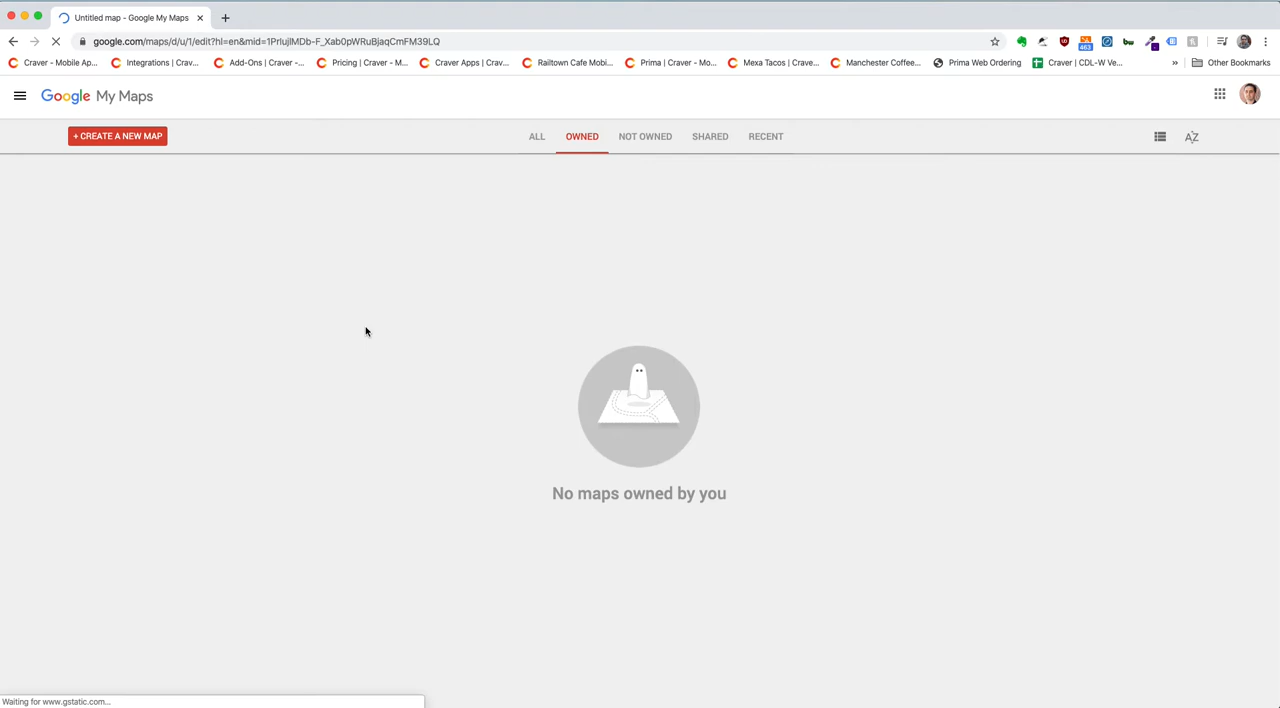 Untitled map - Google My Maps
google.com/maps/d/u/1/edit?hl=en&mid=1PrIujlMDb-F_Xab0pWRuBjaqCmFM39LQ
463
Craver - Mobile Ap... Integrations | Crav... Add-Ons | Craver -... Pricing | Craver - M... Craver Apps | Crav... Railtown Cafe Mobi... Prima | Craver - Mo... Mexa Tacos | Crave... Manchester Coffee... Prima Web Ordering Craver | CDL-W Ve... » Other Bookmarks
Google My Maps
+ CREATE A NEW MAP ALL OWNED NOT OWNED SHARED RECENT AZ
No maps owned by you
Waiting for www.gstatic.com...